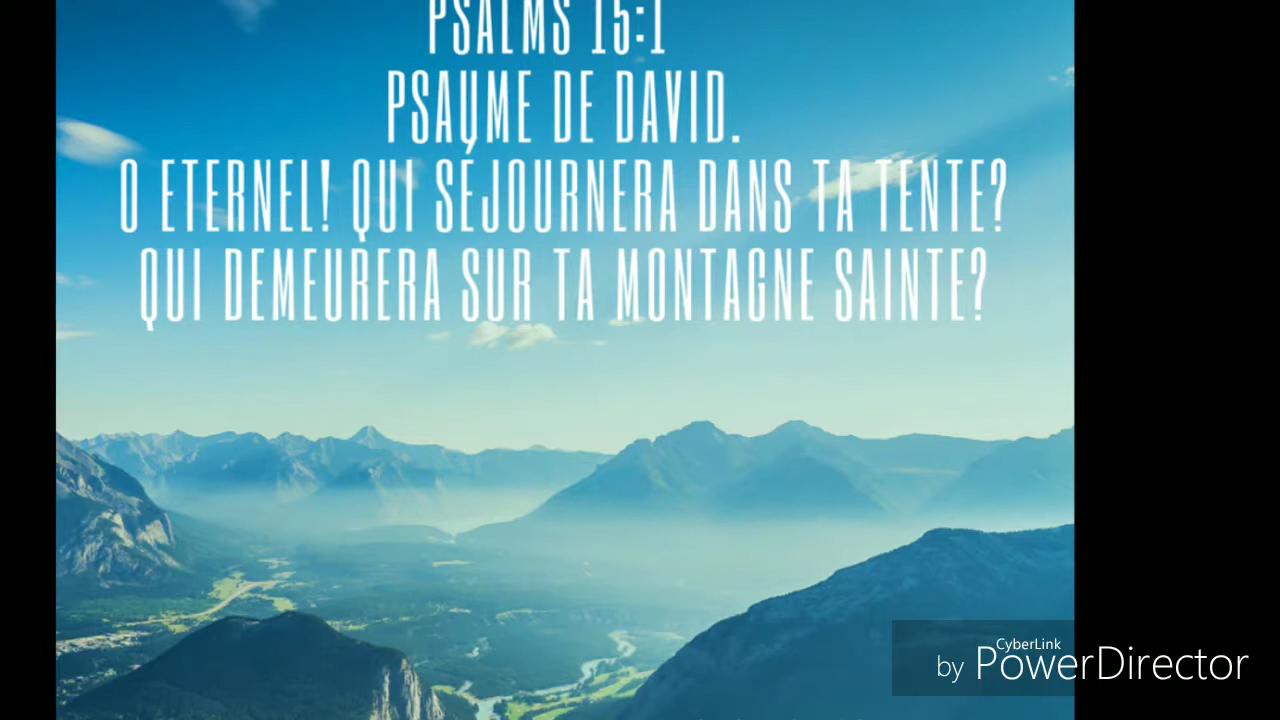 PSALMS 15:1
PSAUME DE DAVID.
O ETERNEL! QUI SÉJOURNERA DANS TA TENTE?
QUI DEMEURERA SUR TA MONTAGNE SAINTE?
CyberLink
by PowerDirector